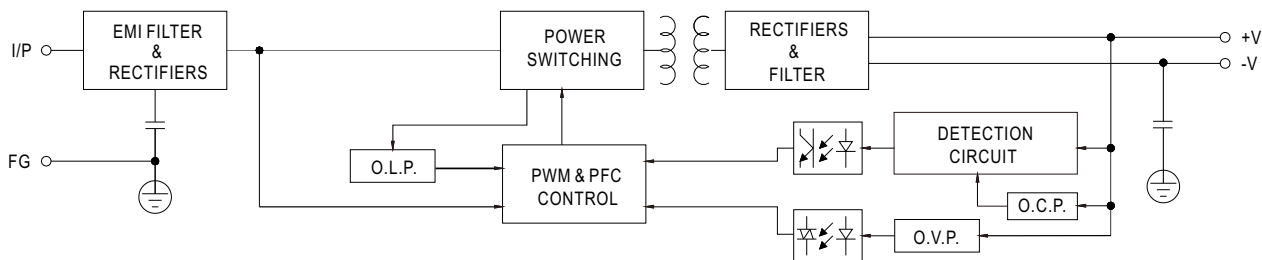 I/P
EMI FILTER
&
RECTIFIERS
POWER
SWITCHING
RECTIFIERS
&
FILTER
+V
-V
FG
O.L.P.
PWM & PFC
CONTROL
DETECTION
CIRCUIT
O.C.P.
O.V.P.